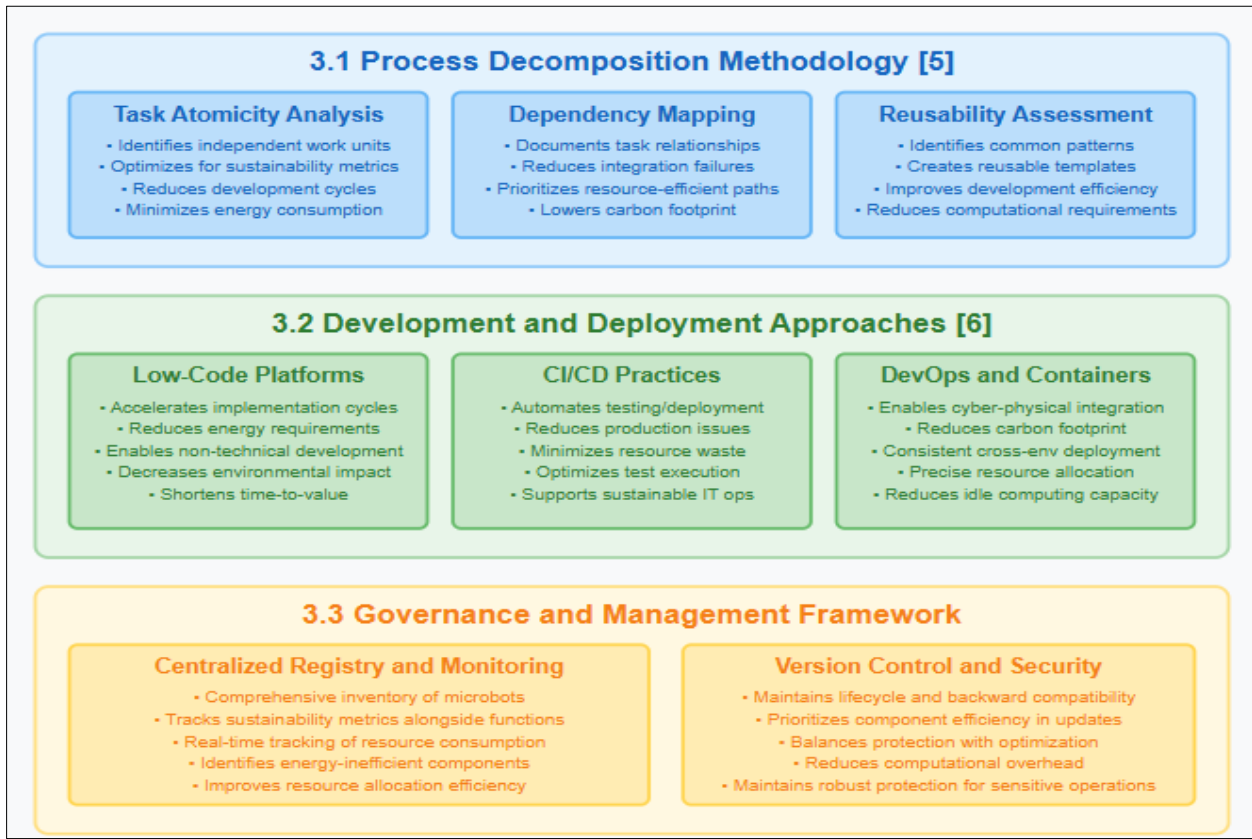 3.1 Process Decomposition Methodology [5]
Task Atomicity Analysis
• Identifies independent work units
• Optimizes for sustainability metrics
• Reduces development cycles
• Minimizes energy consumption
Dependency Mapping
• Documents task relationships
• Reduces integration failures
• Prioritizes resource-efficient paths
• Lowers carbon footprint
Reusability Assessment
• Identifies common patterns
• Creates reusable templates
• Improves development efficiency
• Reduces computational requirements
3.2 Development and Deployment Approaches [6]
Low-Code Platforms
• Accelerates implementation cycles
• Reduces energy requirements
• Enables non-technical development
• Decreases environmental impact
• Shortens time-to-value
CI/CD Practices
• Automates testing/deployment
• Reduces production issues
• Minimizes resource waste
• Optimizes test execution
• Supports sustainable IT ops
DevOps and Containers
• Enables cyber-physical integration
• Reduces carbon footprint
• Consistent cross-env deployment
• Precise resource allocation
• Reduces idle computing capacity
3.3 Governance and Management Framework
Centralized Registry and Monitoring
• Comprehensive inventory of microbots
• Tracks sustainability metrics alongside functions
• Real-time tracking of resource consumption
• Identifies energy-inefficient components
• Improves resource allocation efficiency
Version Control and Security
• Maintains lifecycle and backward compatibility
• Prioritizes component efficiency in updates
• Balances protection with optimization
• Reduces computational overhead
• Maintains robust protection for sensitive operations